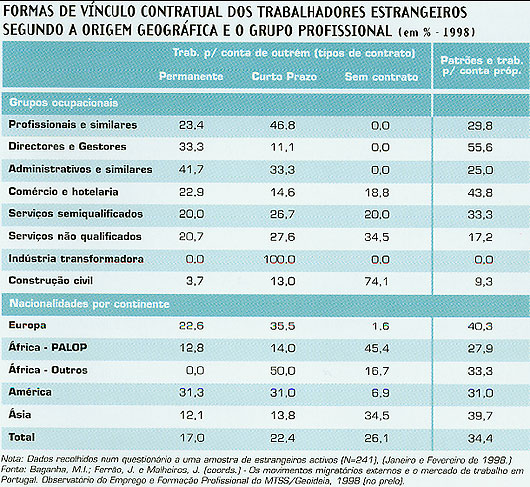 FORMAS DE VÍNCULO CONTRATUAL DOS TRABALHADORES ESTRANGEIROS
SEGUNDO A ORIGEM GEOGRÁFICA E O GRUPO PROFISSIONAL (em % - 1998)
Trab. p/ conta de outrém (tipos de contrato) Patrões e trab.
Permanente Curto Prazo Sem contrato p/ conta próp.
Grupos ocupacionais
Profissionais e similares 23,4 46,8 0,0 29,8
Directores e Gestores 33,3 11,1 0,0 55,6
Administrativos e similares 41,7 33,3 0,0 25,0
Comércio e hotelaria 22,9 14,6 18,8 43,8
Serviços semiqualificados 20,0 26,7 20,0 33,3
Serviços não qualificados 20,7 27,6 34,5 17,2
Indústria transformadora 0.0 100.0 0.0 0.0
Construção civil 3,7 13,0 74,1 9,3
Nacionalidades por continente
Europa 22,6 35,5 1,6 40,3
África - PALOP 12,8 14,0 45,4 27,9
África - Outros 0,0 50,0 16,7 33,3
América 31,3 31,0 6,9 31,0
Ásia 12,1 13,8 34,5 39,7
Total 17,0 22,4 26,1 34,4
Nota: Dados recolhidos num questionário a uma amostra de estrangeiros activos (N=241), (Janeiro e Fevereiro de 1998.)
Fonte: Baganha, M.I.; Ferrão, J. e Malheiros, J. (coords.) - Os movimentos migratórios externos e o mercado de trabalho em
Portugal. Observatório do Emprego e Formação Profissional do MTSS/Geoideia, 1998 (no prelo).